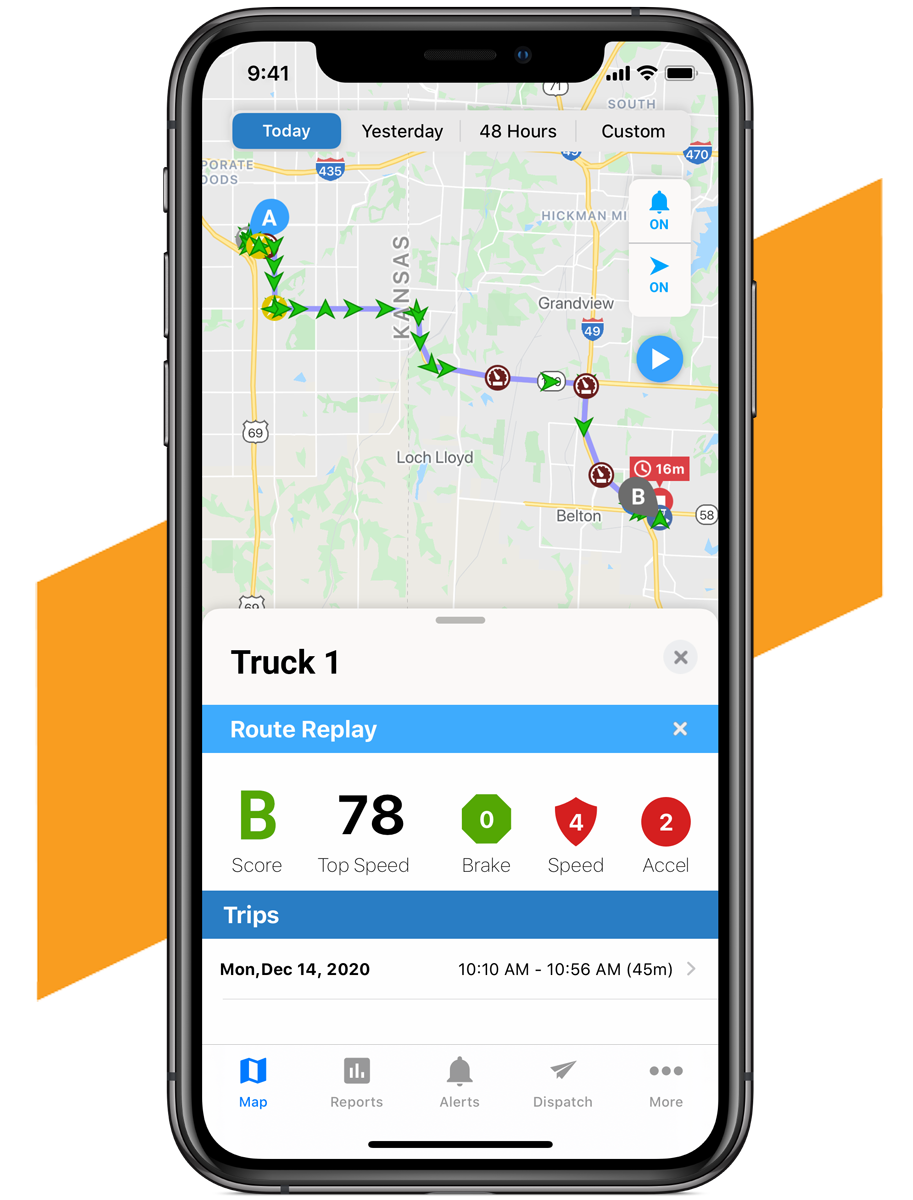 9:41
71
SOUTH
Today Yesterday 48 Hours Custom
49
470
PORATE
OODS
435
A
HICKMAN MI
ON
KANSAS
ON
Grandview
49
69
Loch Lloyd
16m
B
Belton
58
69
Truck 1
Route Replay
B 78 0 4 2
Score Top Speed Brake Speed Accel
Trips
Mon,Dec 14, 2020 10:10 AM - 10:56 AM (45m)
Map Reports Alerts Dispatch More